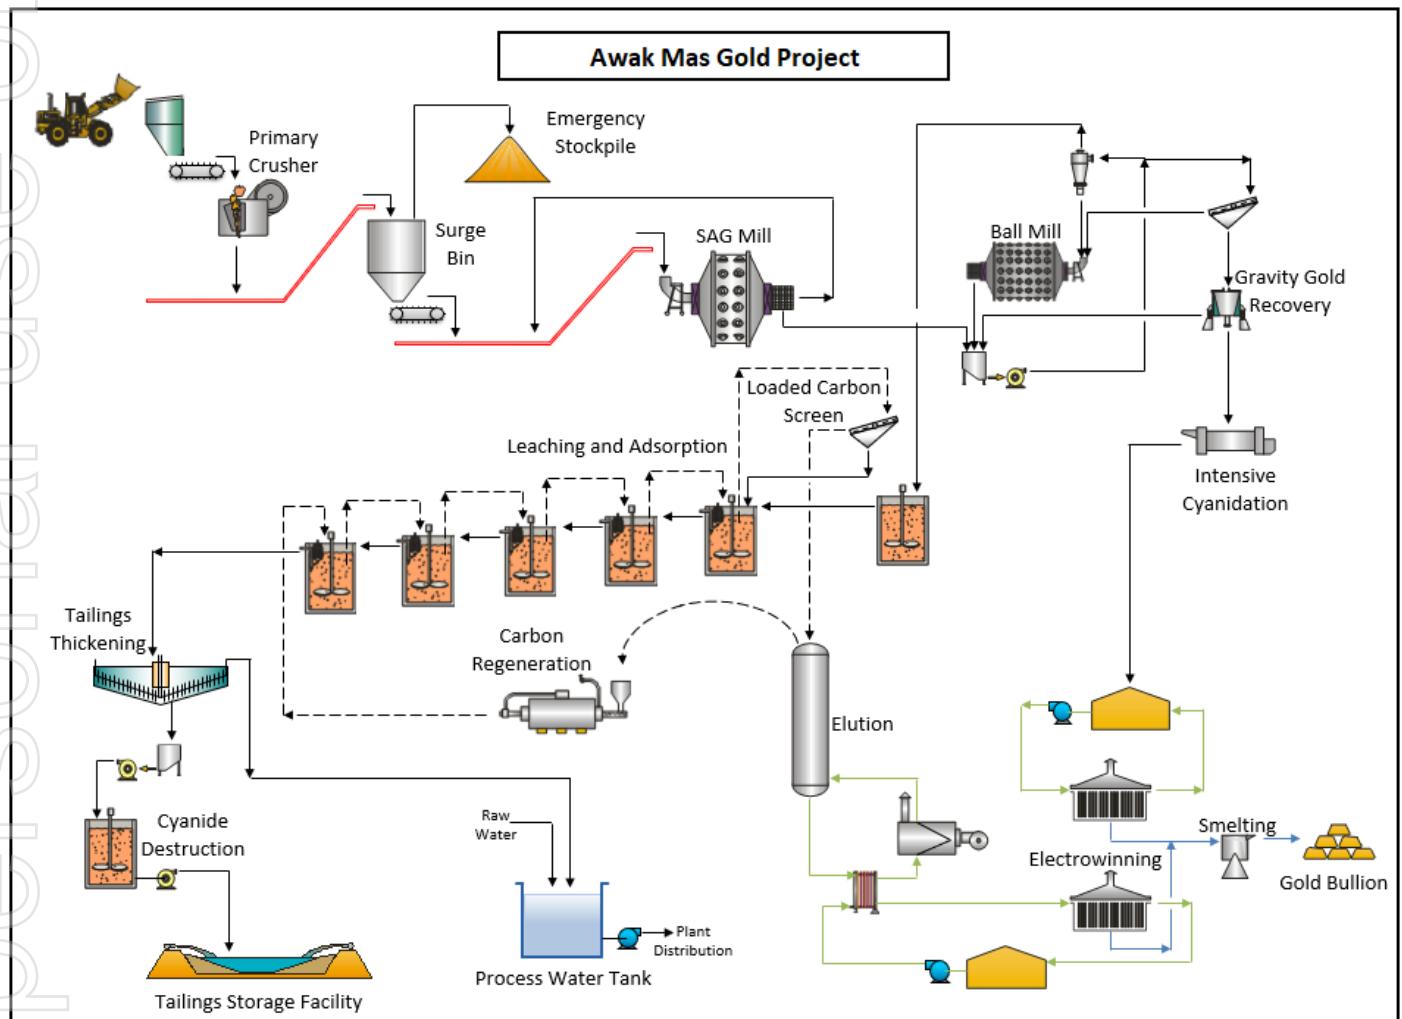 Awak Mas Gold Project
Primary
Crusher
Emergency
Stockpile
Surge
Bin
SAG Mill
Ball Mill
Gravity Gold
Recovery
Loaded Carbon
Screen
Leaching and Adsorption
Intensive
Cyanidation
Tailings
Thickening
Carbon
Regeneration
Elution
Cyanide
Destruction
Raw
Water
Smelting
Electrowinning
Gold Bullion
Plant
Distribution
Process Water Tank
Tailings Storage Facility